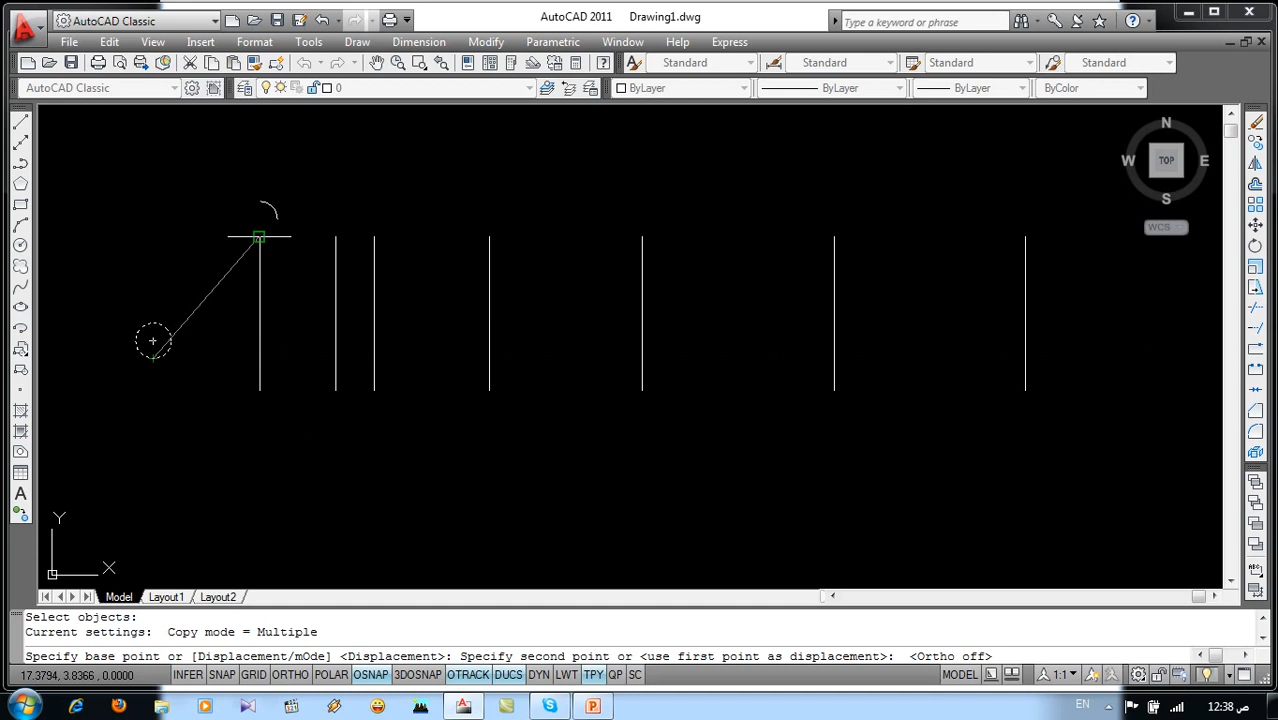 AutoCAD Classic
AutoCAD 2011 Drawing1.dwg
Type a keyword or phrase
File Edit View Insert Format Tools Draw Dimension Modify Parametric Window Help Express
Standard Standard Standard Standard
AutoCAD Classic 0 ByLayer ByLayer ByLayer ByColor
N
W TOP E
S
WCS
A
Y
X
Model Layout1 Layout2
Select objects:
Current settings: Copy mode = Multiple
Specify base point or [Displacement/mOde] <Displacement>: Specify second point or <use first point as displacement>: <Ortho off>
17.3794, 3.8366, 0.0000 INFER SNAP GRID ORTHO POLAR OSNAP 3DOSNAP OTRACK DUCS DYN LWT TPY QP SC MODEL 1:1
EN 12:38 ص